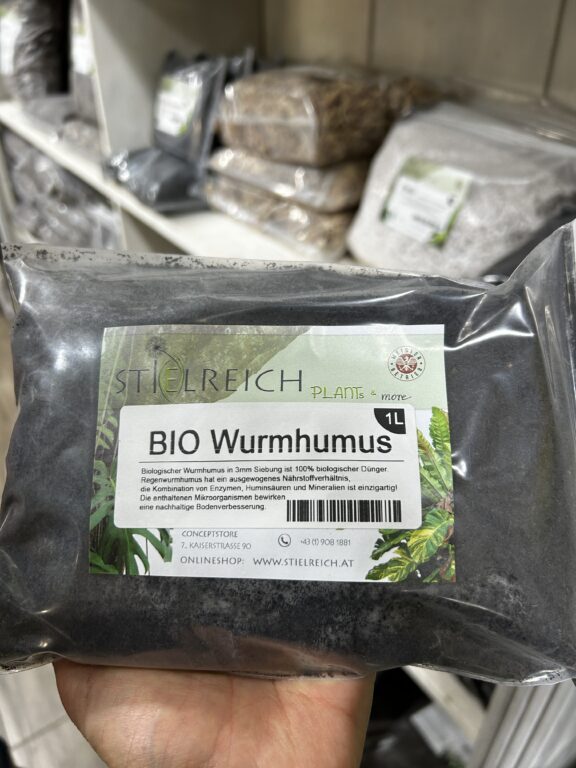 STIELREICH
PLANTs & more
1L
BIO Wurmhumus
Biologischer Wurmhumus in 3mm Siebung ist 100% biologischer Dünger.
Regenwurmhumus hat ein ausgewogenes Nährstoffverhältnis,
die Kombination von Enzymen, Huminsäuren und Mineralien ist einzigartig!
Die enthaltenen Mikroorganismen bewirken
eine nachhaltige Bodenverbesserung.
CONCEPTSTORE
7., KAISERSTRASSE 90
+43 (1) 908 1881
ONLINESHOP: WWW.STIELREICH.AT